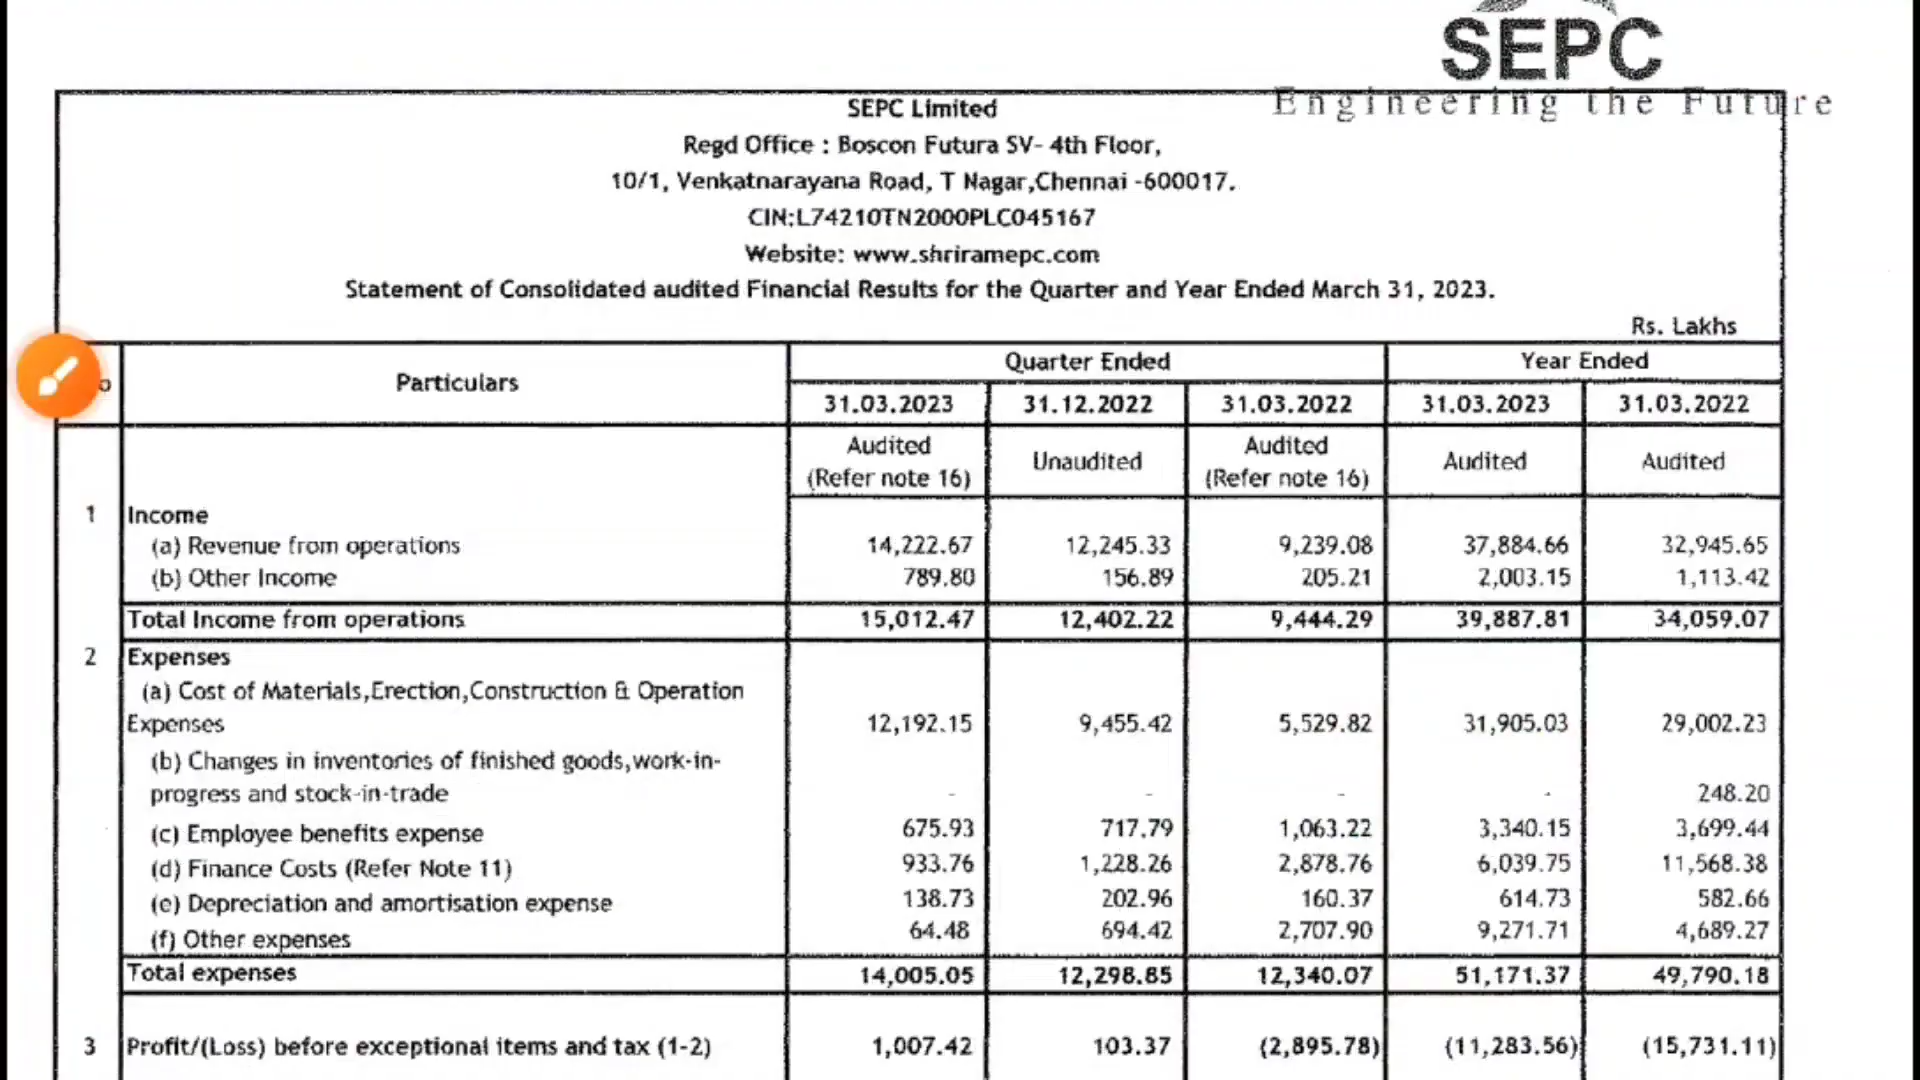 SEPC
Engineering the Future
SEPC Limited
Regd Office : Boscon Futura SV- 4th Floor,
10/1, Venkatnarayana Road, T Nagar,Chennai -600017.
CIN:L74210TN2000PLC045167
Website: www.shriramepc.com
Statement of Consolidated audited Financial Results for the Quarter and Year Ended March 31, 2023.
Rs. Lakhs
Particulars Quarter Ended Year Ended
31.03.2023 31.12.2022 31.03.2022 31.03.2023 31.03.2022
Audited (Refer note 16) Unaudited Audited (Refer note 16) Audited Audited
1 Income
(a) Revenue from operations 14,222.67 12,245.33 9,239.08 37,884.66 32,945.65
(b) Other Income 789.80 156.89 205.21 2,003.15 1,113.42
Total Income from operations 15,012.47 12,402.22 9,444.29 39,887.81 34,059.07
2 Expenses
(a) Cost of Materials,Erection,Construction & Operation
Expenses 12,192.15 9,455.42 5,529.82 31,905.03 29,002.23
(b) Changes in inventories of finished goods,work-in-
progress and stock-in-trade - - - - 248.20
(c) Employee benefits expense 675.93 717.79 1,063.22 3,340.15 3,699.44
(d) Finance Costs (Refer Note 11) 933.76 1,228.26 2,878.76 6,039.75 11,568.38
(e) Depreciation and amortisation expense 138.73 202.96 160.37 614.73 582.66
(f) Other expenses 64.48 694.42 2,707.90 9,271.71 4,689.27
Total expenses 14,005.05 12,298.85 12,340.07 51,171.37 49,790.18
3 Profit/(Loss) before exceptional items and tax (1-2) 1,007.42 103.37 (2,895.78) (11,283.56) (15,731.11)